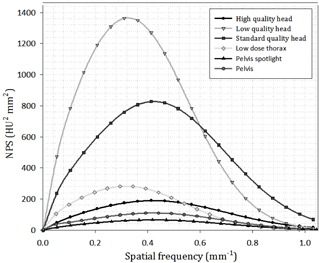 1400
1200
1000
800
600
400
200
0
NPS (HU² mm²)
High quality head
Low quality head
Standard quality head
Low dose thorax
Pelvis spotlight
Pelvis
0.0 0.2 0.4 0.6 0.8 1.0
Spatial frequency (mm⁻¹)